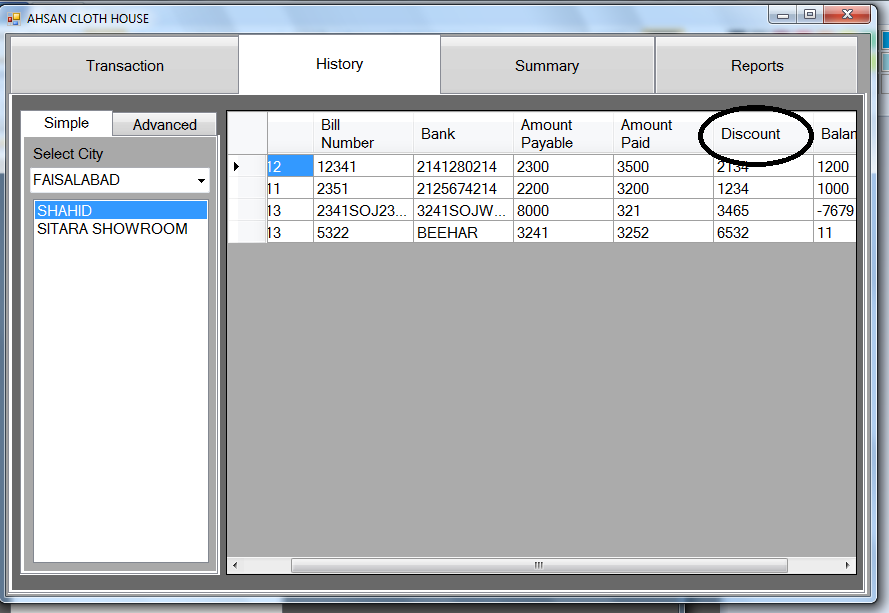 AHSAN CLOTH HOUSE
Transaction History Summary Reports
Simple Advanced
Select City
FAISALABAD
SHAHID
SITARA SHOWROOM
Bill Number Bank Amount Payable Amount Paid Discount Balan
12 12341 2141280214 2300 3500 2134 1200
11 2351 2125674214 2200 3200 1234 1000
13 2341SOJ23... 3241SOJW... 8000 321 3465 -7679
13 5322 BEEHAR 3241 3252 6532 11